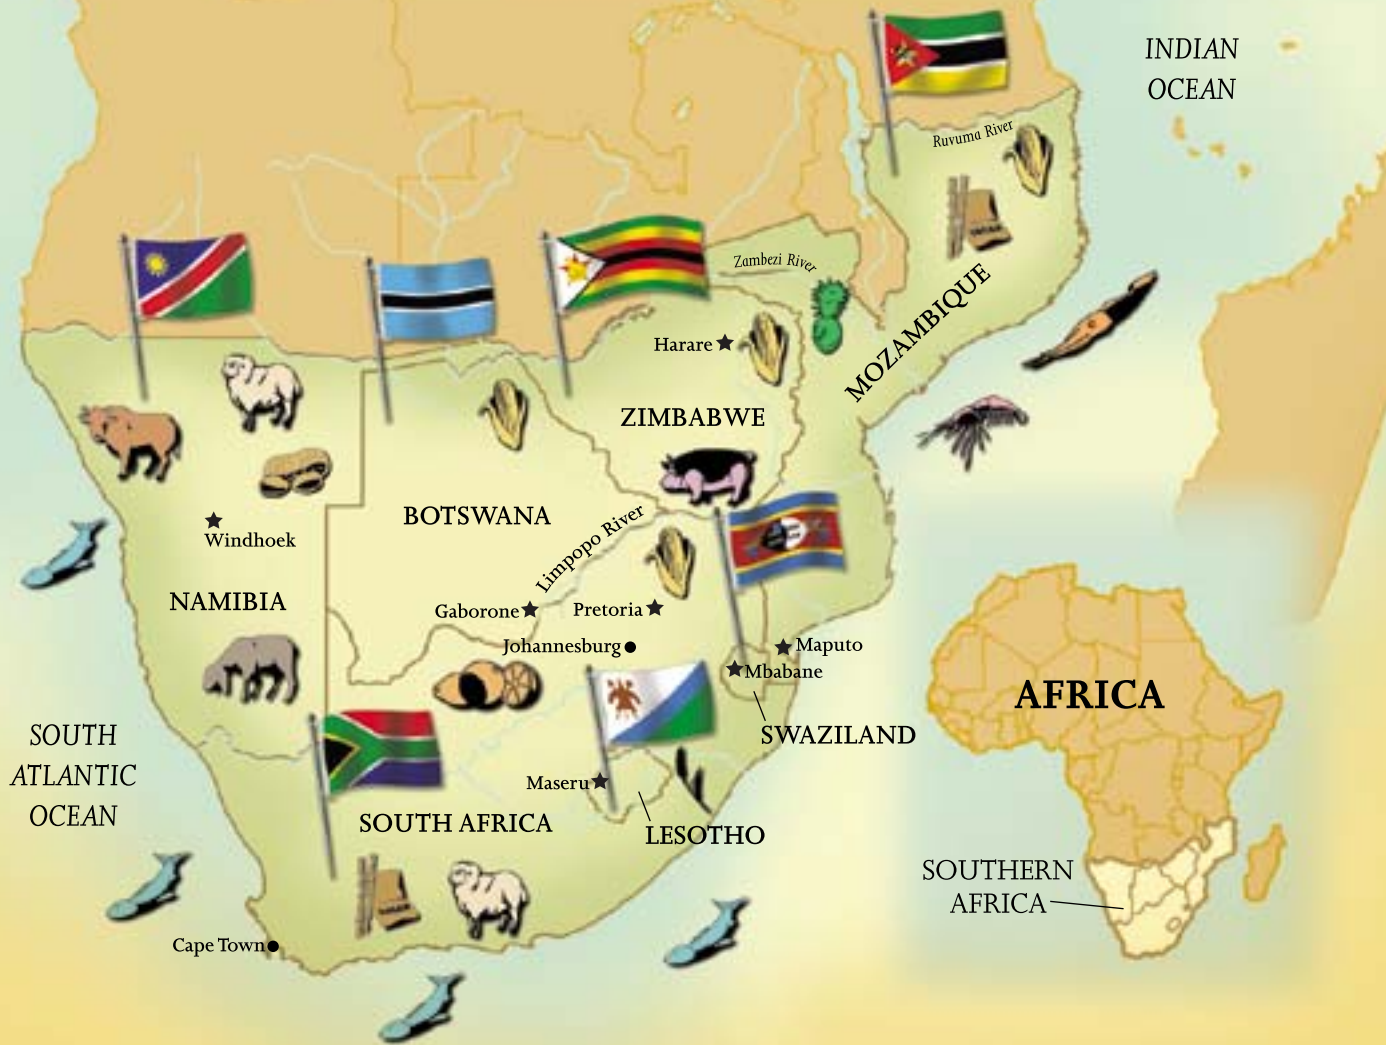 INDIAN
OCEAN
Ruvuma River
Zambezi River
MOZAMBIQUE
Harare
ZIMBABWE
BOTSWANA
Limpopo River
Windhoek
NAMIBIA
Gaborone
Pretoria
Johannesburg
Maputo
Mbabane
SWAZILAND
AFRICA
SOUTH
ATLANTIC
OCEAN
Maseru
SOUTH AFRICA
LESOTHO
SOUTHERN
AFRICA
Cape Town